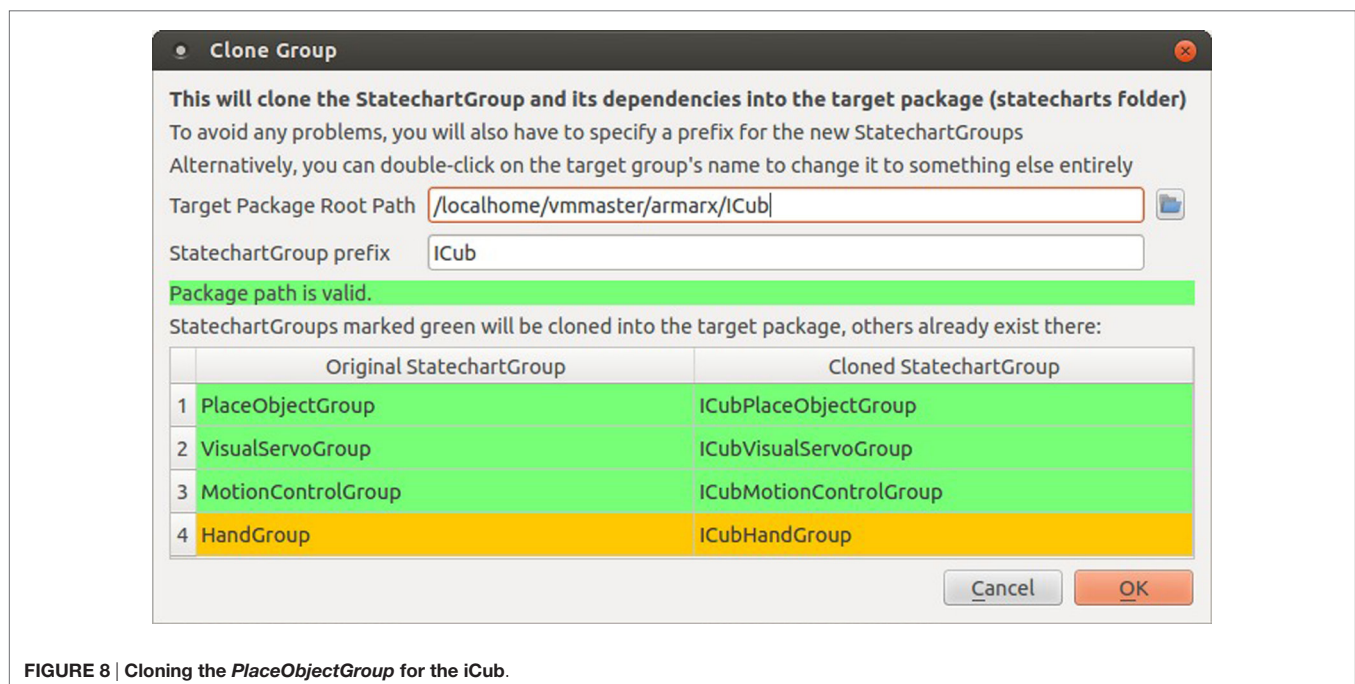 Clone Group
This will clone the StatechartGroup and its dependencies into the target package (statecharts folder)
To avoid any problems, you will also have to specify a prefix for the new StatechartGroups
Alternatively, you can double-click on the target group's name to change it to something else entirely
Target Package Root Path /localhome/vmmaster/armarx/ICub
StatechartGroup prefix ICub
Package path is valid.
StatechartGroups marked green will be cloned into the target package, others already exist there:
Original StatechartGroup Cloned StatechartGroup
1 PlaceObjectGroup ICubPlaceObjectGroup
2 VisualServoGroup ICubVisualServoGroup
3 MotionControlGroup ICubMotionControlGroup
4 HandGroup ICubHandGroup
Cancel OK
FIGURE 8 | Cloning the PlaceObjectGroup for the iCub.